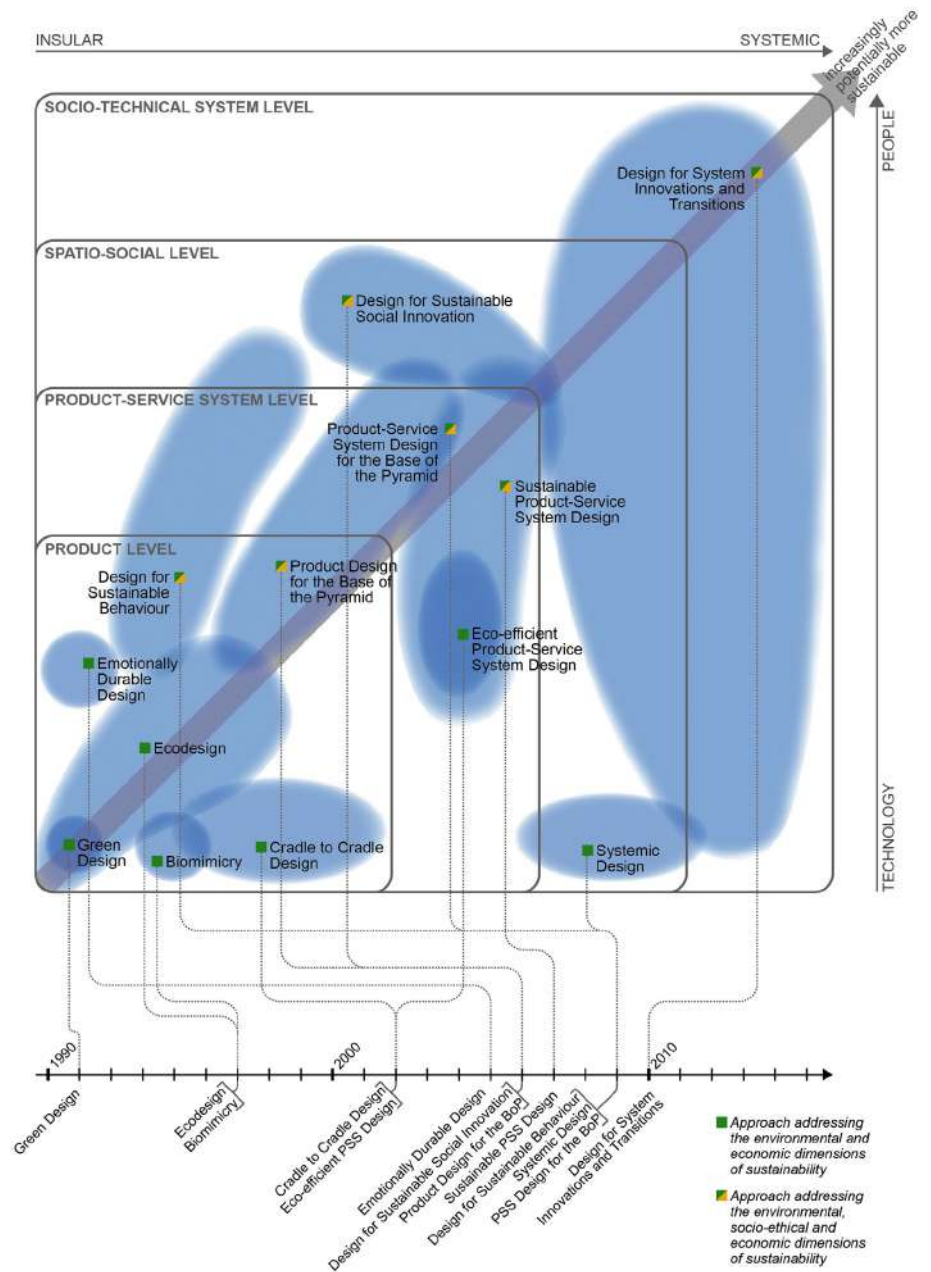 INSULAR
SYSTEMIC
Increasingly
potentially more
sustainable
SOCIO-TECHNICAL SYSTEM LEVEL
PEOPLE
Design for System
Innovations and
Transitions
SPATIO-SOCIAL LEVEL
Design for Sustainable
Social Innovation
PRODUCT-SERVICE SYSTEM LEVEL
Product-Service
System Design
for the Base of
the Pyramid
Sustainable
Product-Service
System Design
PRODUCT LEVEL
Design for
Sustainable
Behaviour
Product Design
for the Base of
the Pyramid
Eco-efficient
Product-Service
System Design
Emotionally
Durable
Design
Ecodesign
Green
Design
Biomimicry
Cradle to Cradle
Design
Systemic
Design
TECHNOLOGY
1990
2000
2010
Green Design
Ecodesign
Biomimicry
Cradle to Cradle Design
Eco-efficient PSS Design
Emotionally Durable Design
Design for Sustainable Social Innovation
Product Design for the BoP
Sustainable PSS Design
Design for Sustainable Behaviour
Systemic Design
PSS Design for the BoP
Design for System
Innovations and Transitions
Approach addressing
the environmental and
economic dimensions
of sustainability
Approach addressing
the environmental,
socio-ethical and
economic dimensions
of sustainability